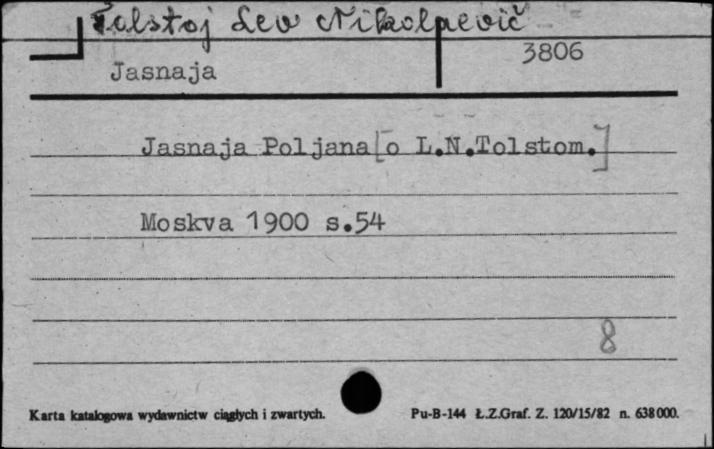 Tolstoj Lev Nikolaevič
3806
Jasnaja
Jasnaja Poljana [o L.N.Tolstom.]
Moskva 1900 s.54
8
Karta katalogowa wydawnictw ciągłych i zwartych.
Pu-B-144 Ł.Z.Graf. Z. 120/15/82 n. 638000.